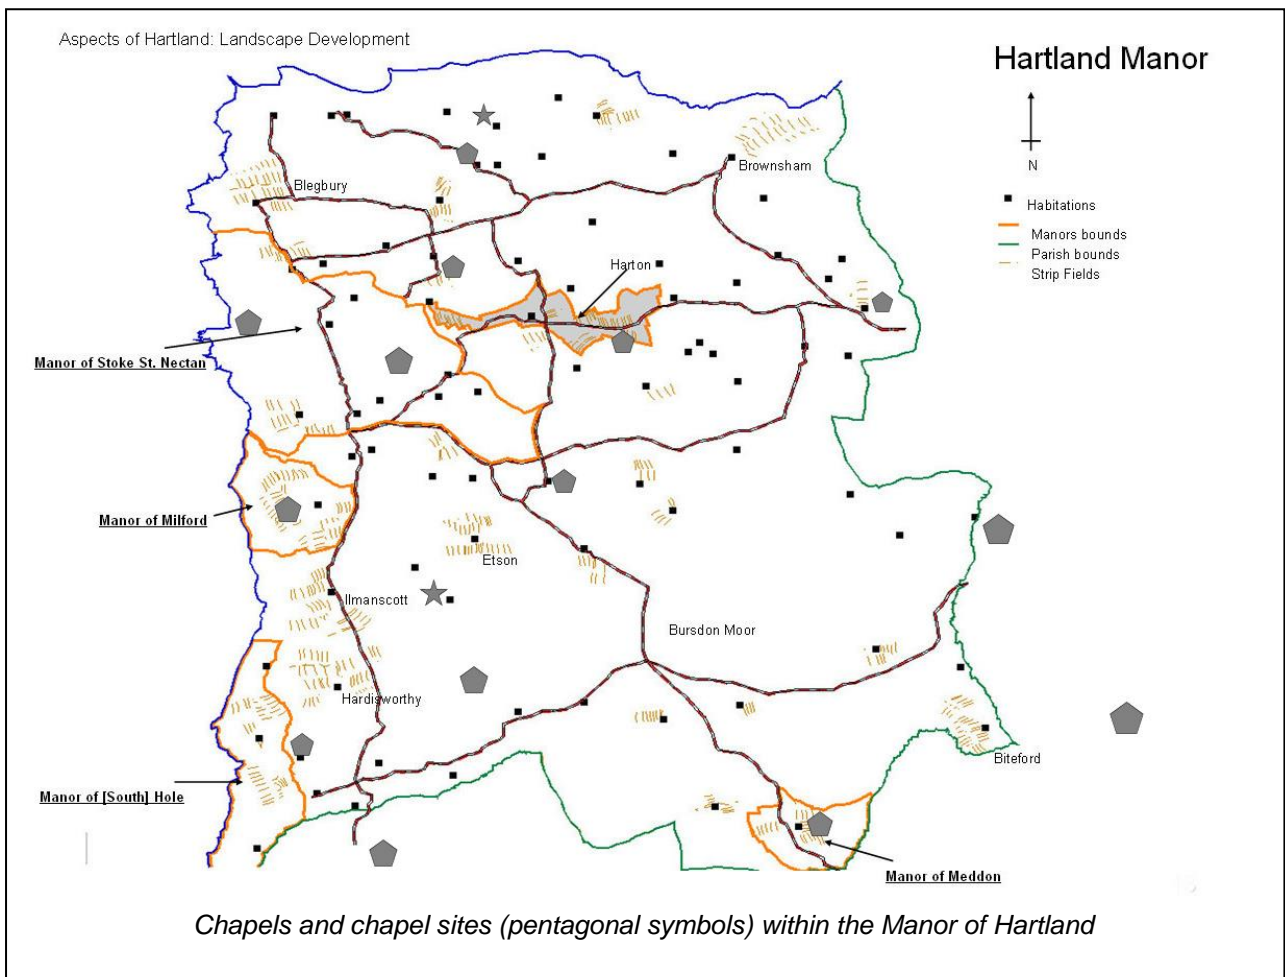 Aspects of Hartland: Landscape Development
Hartland Manor
N
Brownsham
Blegbury
Habitations
Manors bounds
Parish bounds
Strip Fields
Harton
Manor of Stoke St. Nectan
Manor of Milford
Etson
Ilmanscott
Bursdon Moor
Hardisworthy
Biteford
Manor of [South] Hole
Manor of Meddon
Chapels and chapel sites (pentagonal symbols) within the Manor of Hartland